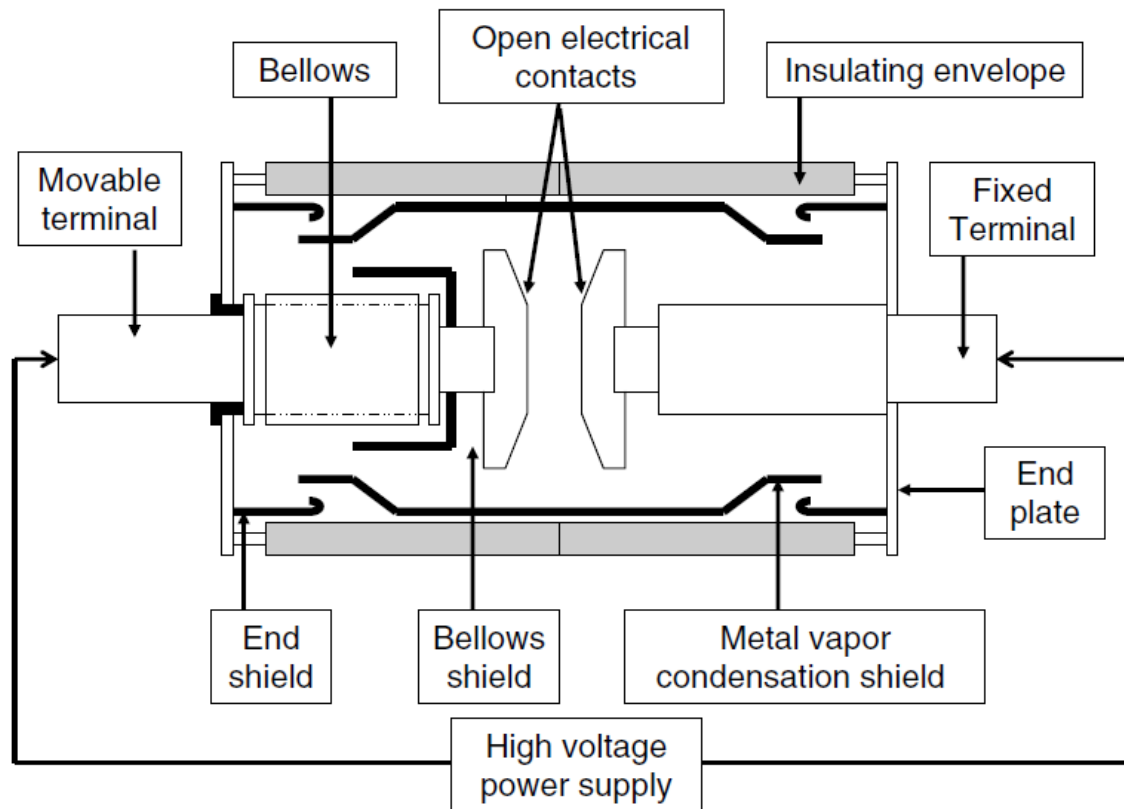 Bellows
Open electrical
contacts
Insulating envelope
Movable
terminal
Fixed
Terminal
End
plate
End
shield
Bellows
shield
Metal vapor
condensation shield
High voltage
power supply